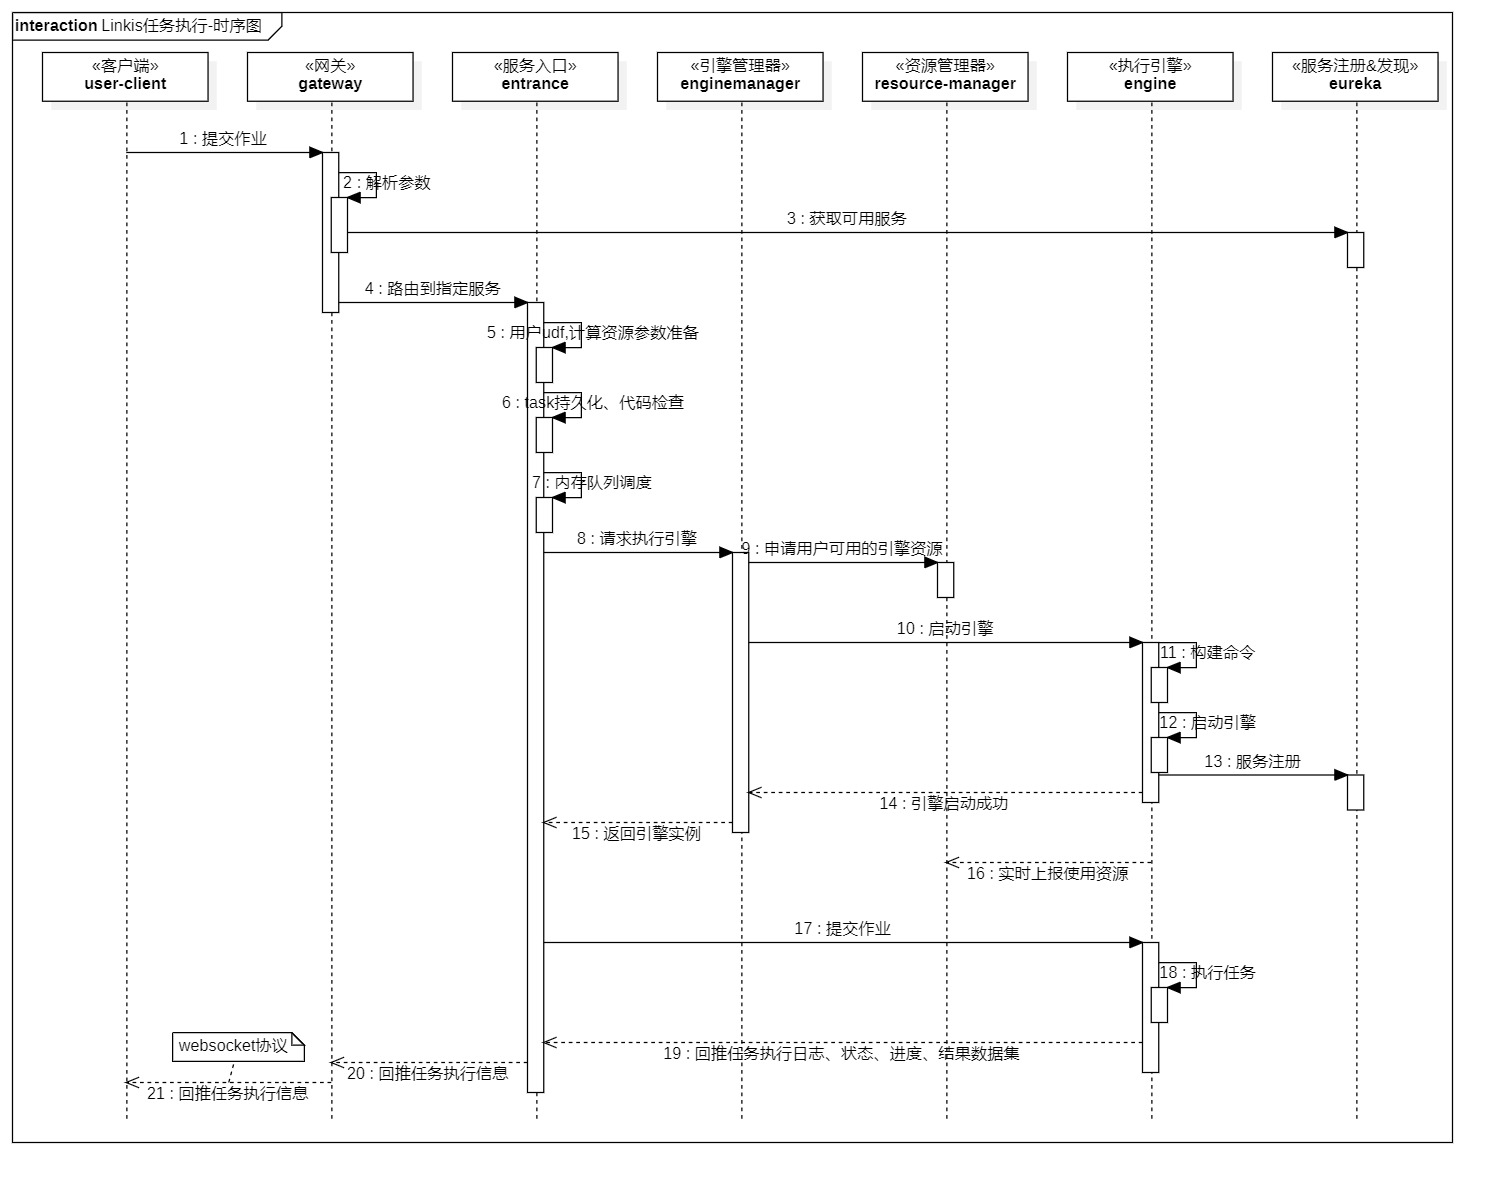 interaction Linkis任务执行-时序图
«客户端»
user-client
«网关»
gateway
«服务入口»
entrance
«引擎管理器»
enginemanager
«资源管理器»
resource-manager
«执行引擎»
engine
«服务注册&发现»
eureka
1 : 提交作业
2 : 解析参数
3 : 获取可用服务
4 : 路由到指定服务
5 : 用户udf,计算资源参数准备
6 : task持久化、代码检查
7 : 内存队列调度
8 : 请求执行引擎
9 : 申请用户可用的引擎资源
10 : 启动引擎
11 : 构建命令
12 : 启动引擎
13 : 服务注册
14 : 引擎启动成功
15 : 返回引擎实例
16 : 实时上报使用资源
17 : 提交作业
18 : 执行任务
19 : 回推任务执行日志、状态、进度、结果数据集
websocket协议
20 : 回推任务执行信息
21 : 回推任务执行信息